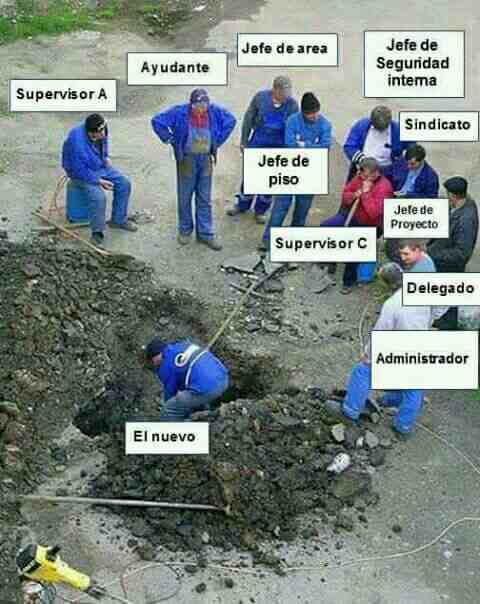 Jefe de area
Jefe de
Seguridad
interna
Ayudante
Supervisor A
Sindicato
Jefe de
piso
Jefe de
Proyecto
Supervisor C
Delegado
Administrador
El nuevo